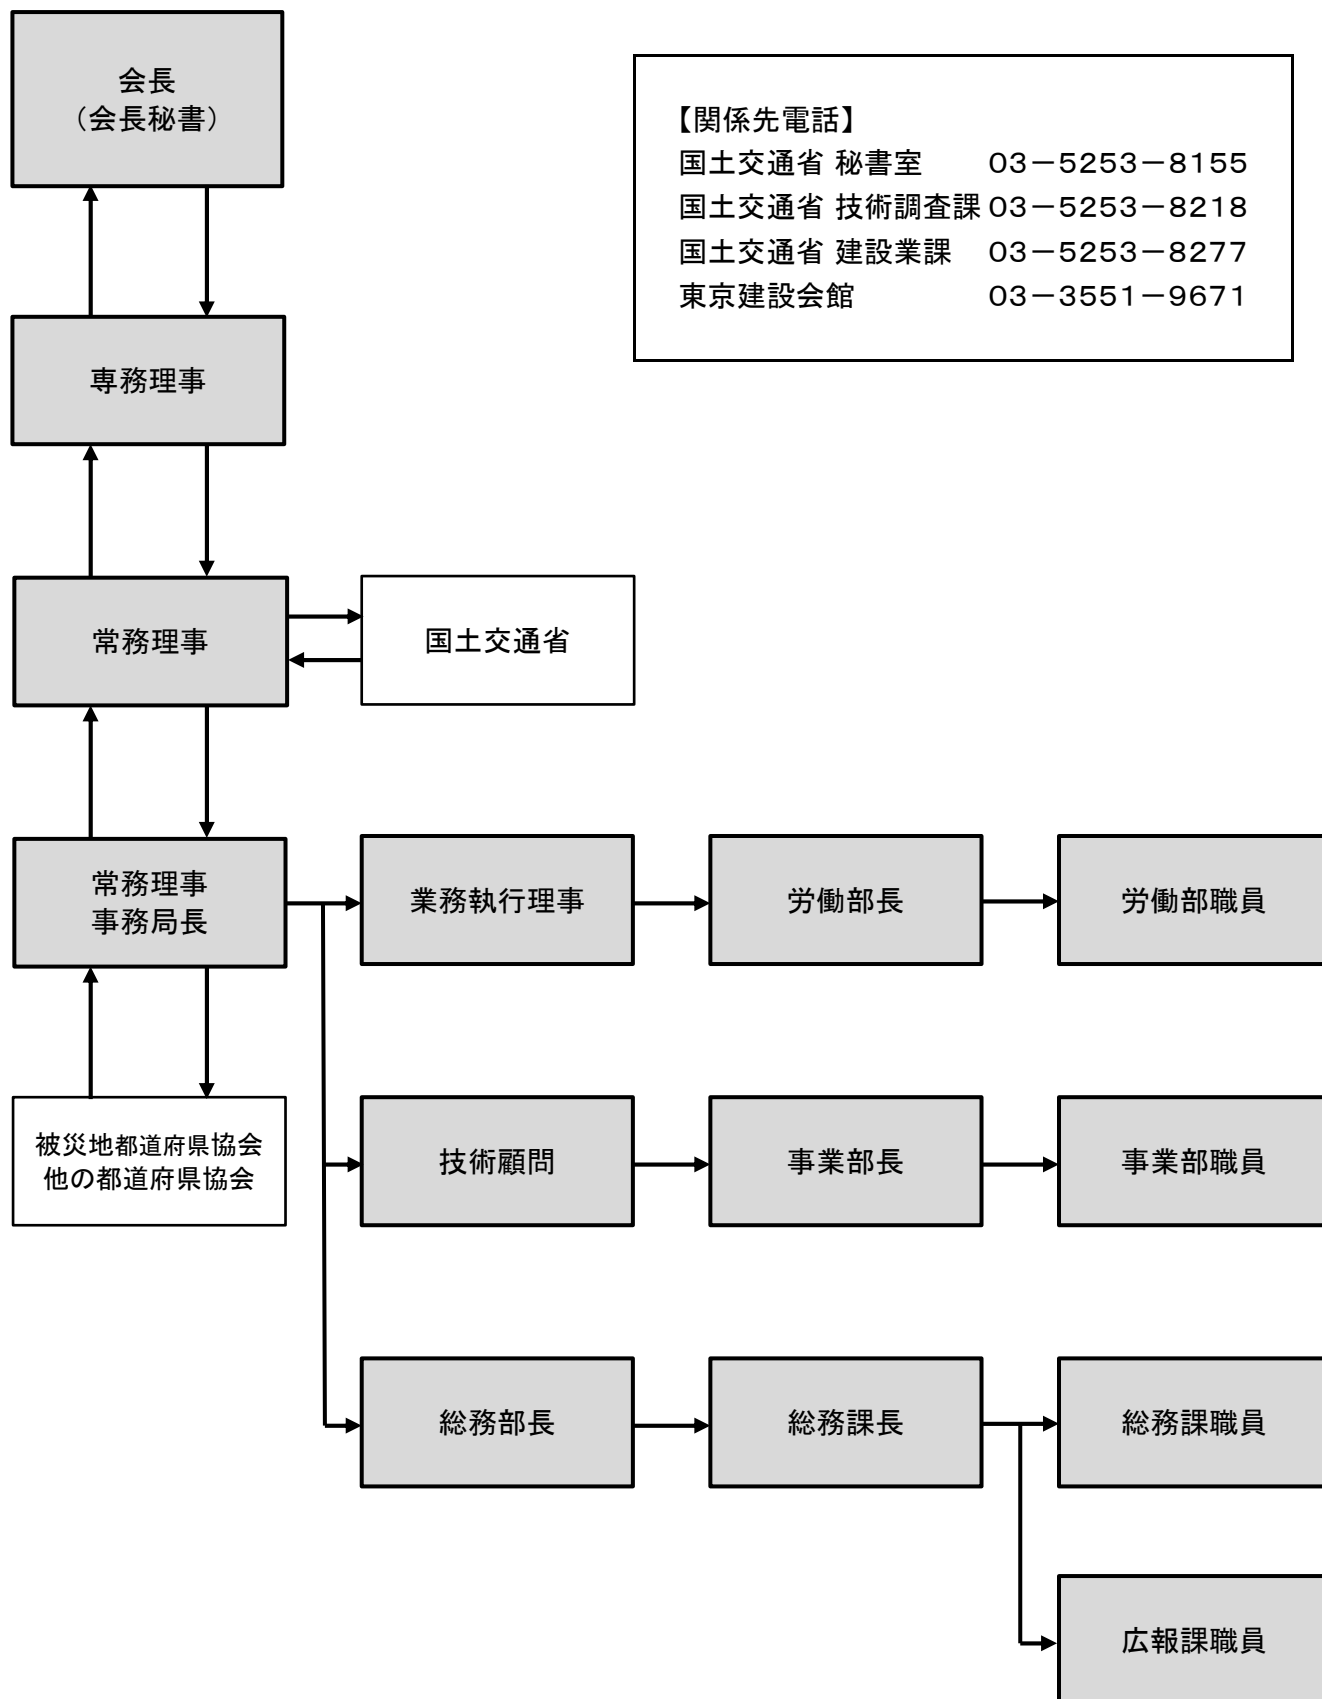 会長
（会長秘書）
【関係先電話】
国土交通省 秘書室 ０３－５２５３－８１５５
国土交通省 技術調査課 ０３－５２５３－８２１８
国土交通省 建設業課 ０３－５２５３－８２７７
東京建設会館 ０３－３５５１－９６７１
専務理事
常務理事
国土交通省
常務理事
事務局長
業務執行理事
労働部長
労働部職員
被災地都道府県協会
他の都道府県協会
技術顧問
事業部長
事業部職員
総務部長
総務課長
総務課職員
広報課職員